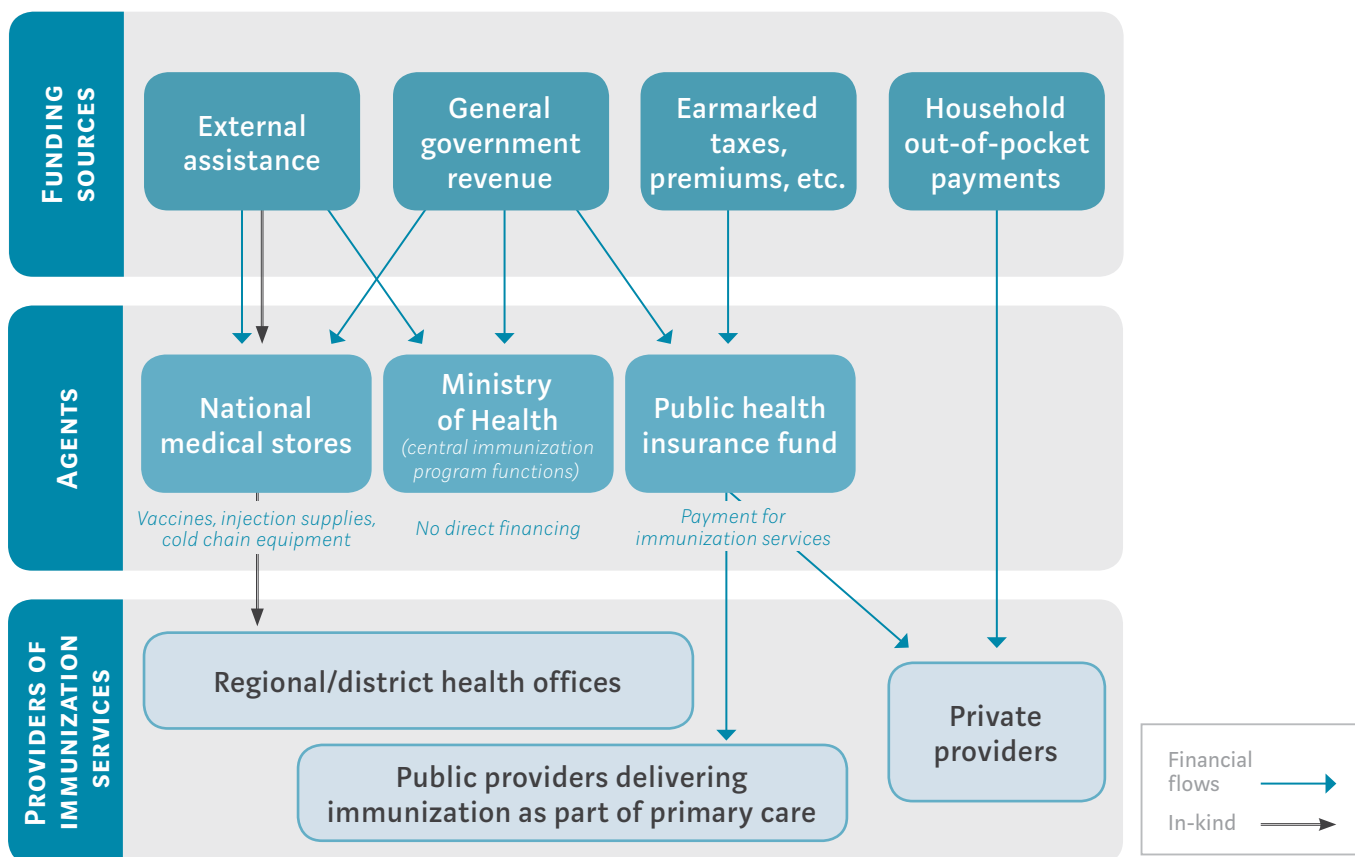 FUNDING
SOURCES
External
assistance
General
government
revenue
Earmarked
taxes,
premiums, etc.
Household
out-of-pocket
payments
AGENTS
National
medical stores
Ministry
of Health
(central immunization
program functions)
Public health
insurance fund
Vaccines, injection supplies,
cold chain equipment
No direct financing
Payment for
immunization services
PROVIDERS OF
IMMUNIZATION
SERVICES
Regional/district health offices
Public providers delivering
immunization as part of primary care
Private
providers
Financial
flows
In-kind